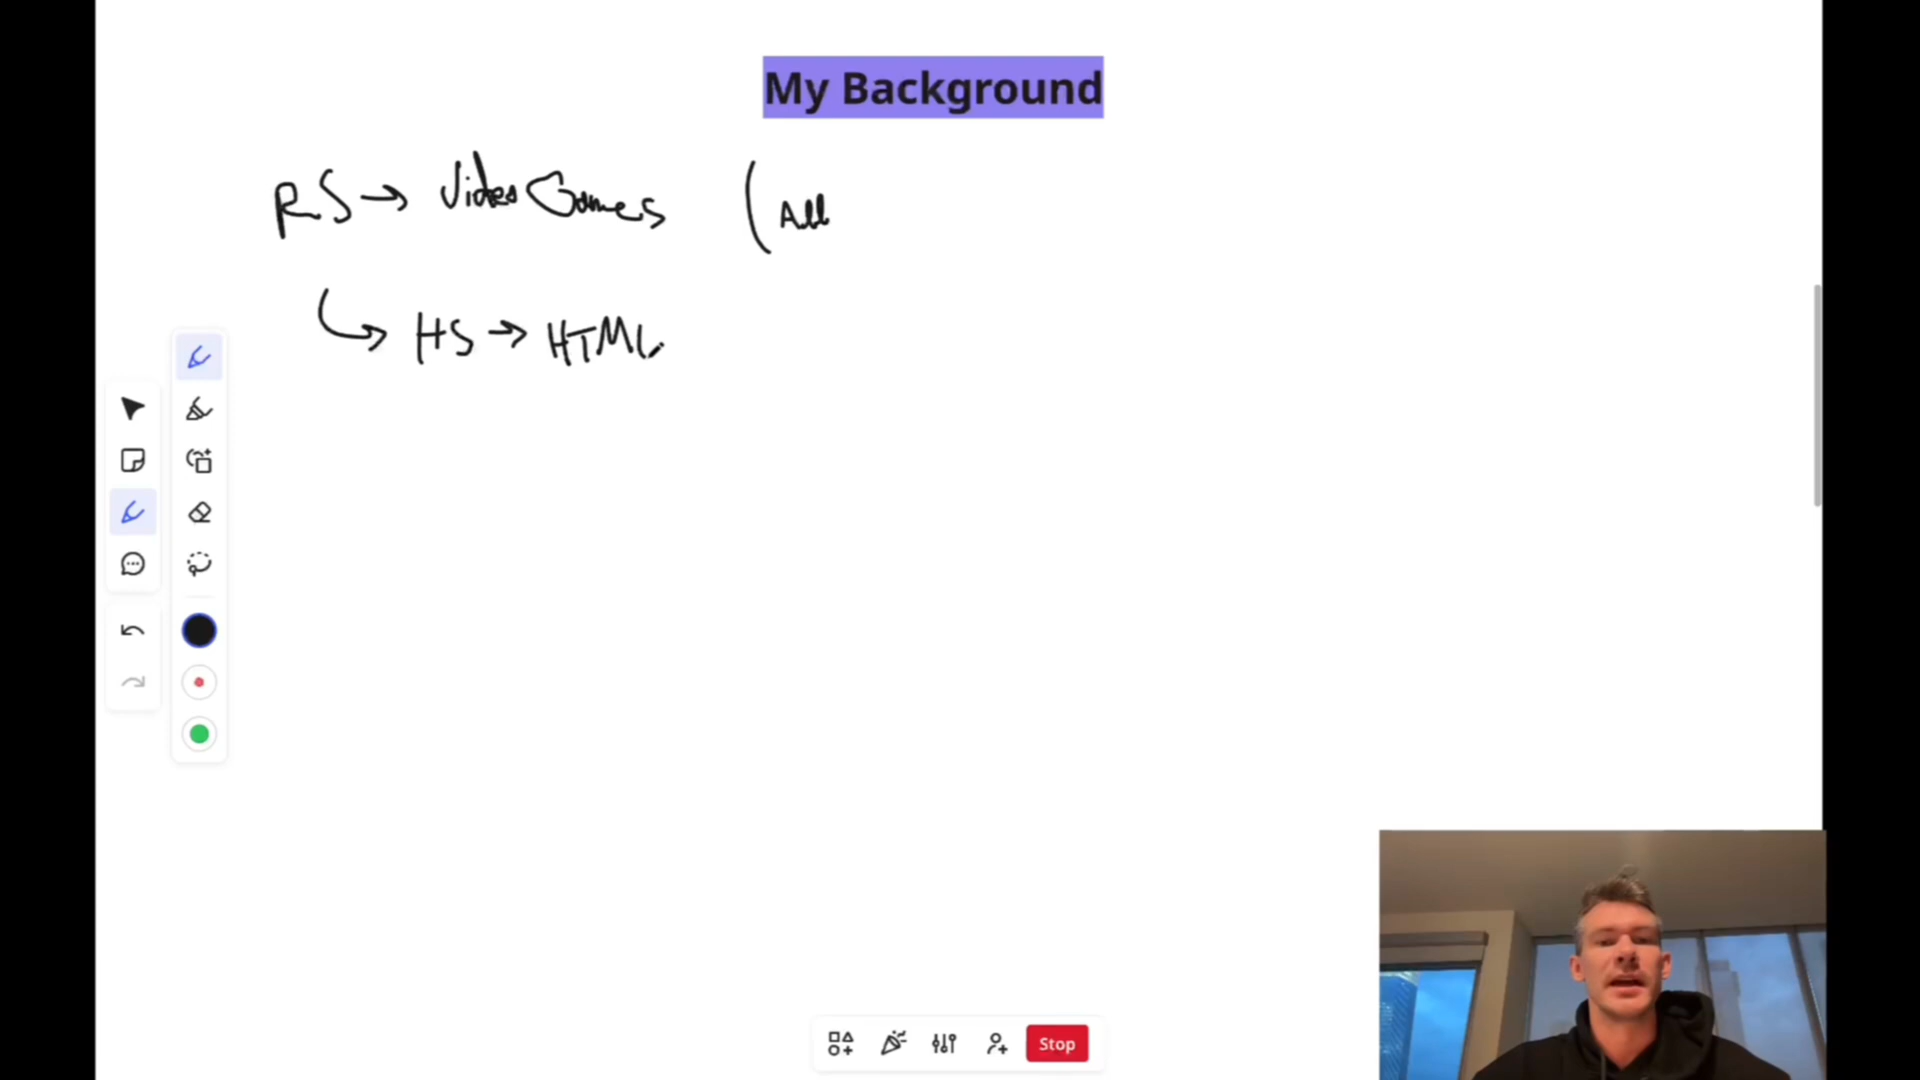 My Background
RS → Video Games (All
↳ HS → HTML
Stop